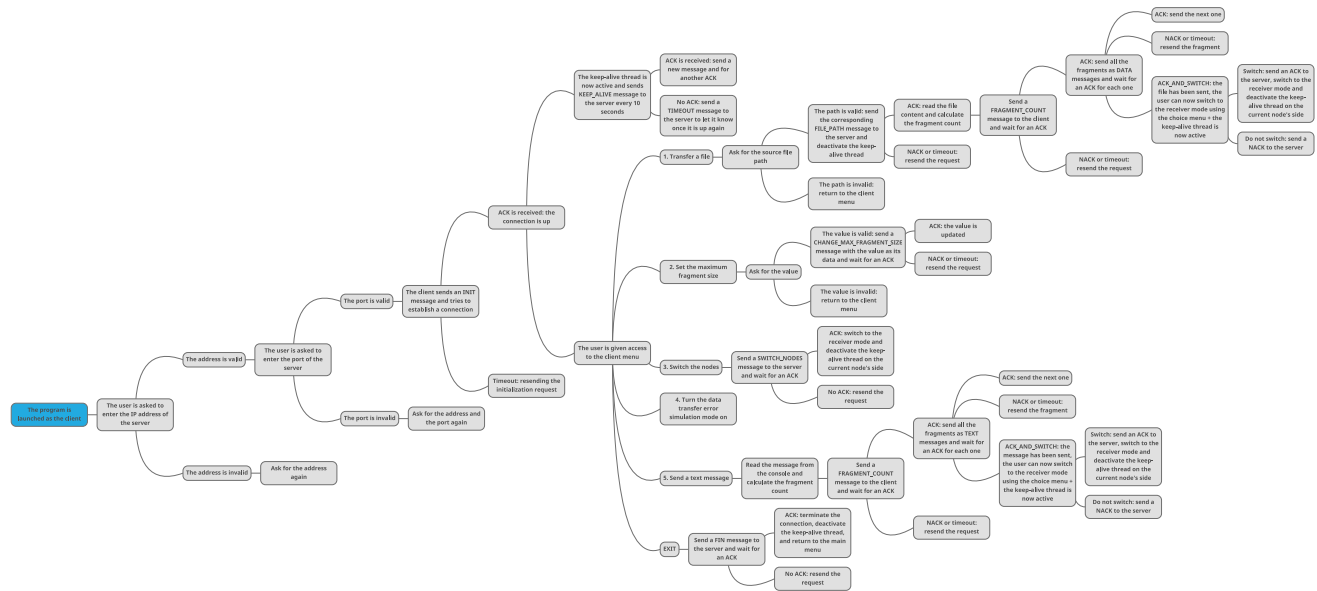 The program is
launched as the client
The user is asked to
enter the IP address of
the server
The address is valid
The user is asked to
enter the port of the
server
The port is valid
The client sends an INIT
message and tries to
establish a connection
ACK is received: the
connection is up
The keep-alive thread is
now active and sends
KEEP_ALIVE message to
the server every 10
seconds
ACK is received: send a
new message and for
another ACK
No ACK: send a
TIMEOUT message to
the server to let it know
once it is up again
The user is given access
to the client menu
1. Transfer a file
Ask for the source file
path
The path is valid: send
the corresponding
FILE_PATH message to
the server and
deactivate the keep-
alive thread
ACK: read the file
content and calculate
the fragment count
Send a
FRAGMENT_COUNT
message to the client
and wait for an ACK
ACK: send all the
fragments as DATA
messages and wait for
an ACK for each one
ACK: send the next one
NACK or timeout:
resend the fragment
ACK_AND_SWITCH: the
file has been sent, the
user can now switch to
the receiver mode using
the choice menu + the
keep-alive thread is
now active
Switch: send an ACK to
the server, switch to the
receiver mode and
deactivate the keep-
alive thread on the
current node's side
Do not switch: send a
NACK to the server
NACK or timeout:
resend the request
NACK or timeout:
resend the request
The path is invalid:
return to the client
menu
2. Set the maximum
fragment size
Ask for the value
The value is valid: send a
CHANGE_MAX_FRAGMENT_SIZE
message with the value as its
data and wait for an ACK
ACK: the value is
updated
NACK or timeout:
resend the request
The value is invalid:
return to the client
menu
3. Switch the nodes
Send a SWITCH_NODES
message to the server
and wait for an ACK
ACK: switch to the
receiver mode and
deactivate the keep-
alive thread on the
current node's side
No ACK: resend the
request
4. Turn the data
transfer error
simulation mode on
5. Send a text message
Read the message from
the console and
calculate the fragment
count
Send a
FRAGMENT_COUNT
message to the client
and wait for an ACK
ACK: send all the
fragments as TEXT
messages and wait for
an ACK for each one
ACK: send the next one
NACK or timeout:
resend the fragment
ACK_AND_SWITCH: the
message has been sent,
the user can now switch
to the receiver mode
using the choice menu +
the keep-alive thread is
now active
Switch: send an ACK to
the server, switch to the
receiver mode and
deactivate the keep-
alive thread on the
current node's side
Do not switch: send a
NACK to the server
NACK or timeout:
resend the request
EXIT
Send a FIN message to
the server and wait for
an ACK
ACK: terminate the
connection, deactivate
the keep-alive thread,
and return to the main
menu
No ACK: resend the
request
Timeout: resending the
initialization request
The port is invalid
Ask for the address and
the port again
The address is invalid
Ask for the address
again